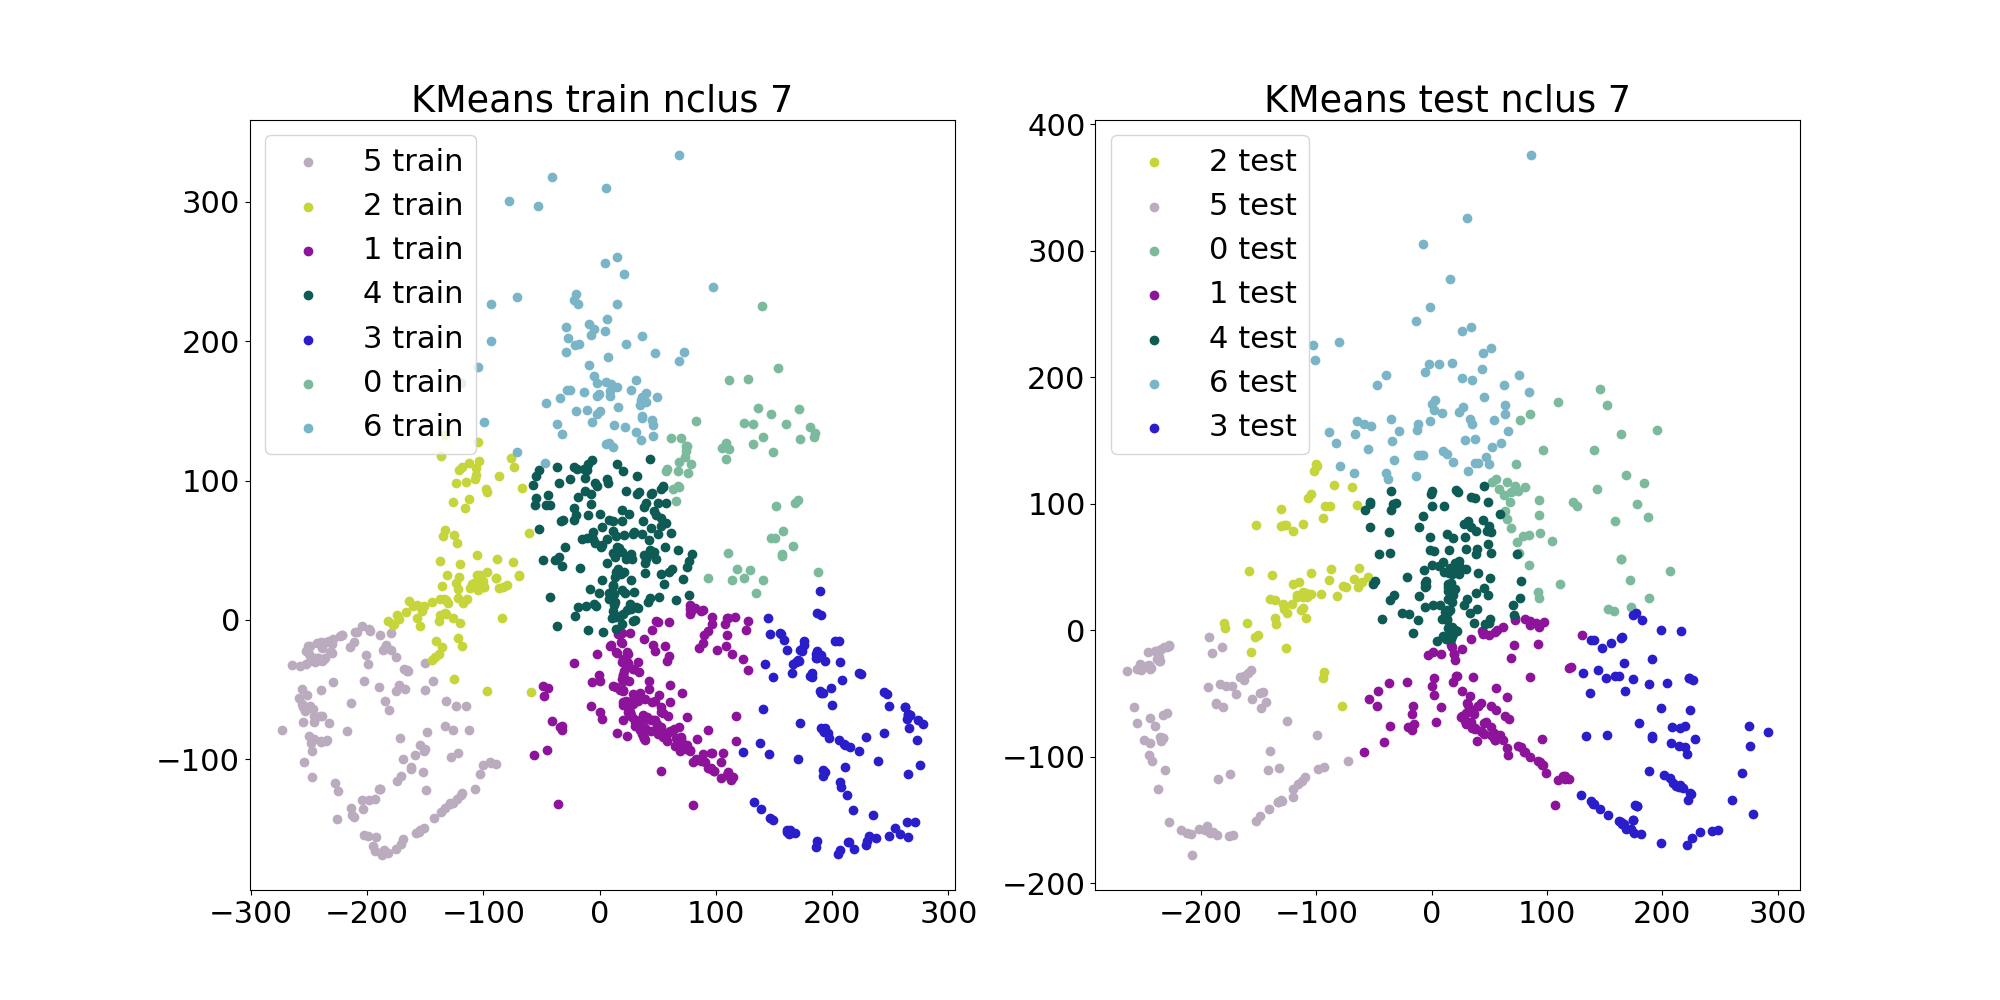 KMeans train nclus 7
5 train
2 train
1 train
4 train
3 train
0 train
6 train
300
200
100
0
−100
−300 −200 −100 0 100 200 300
KMeans test nclus 7
2 test
5 test
0 test
1 test
4 test
6 test
3 test
400
300
200
100
0
−100
−200
−200 −100 0 100 200 300